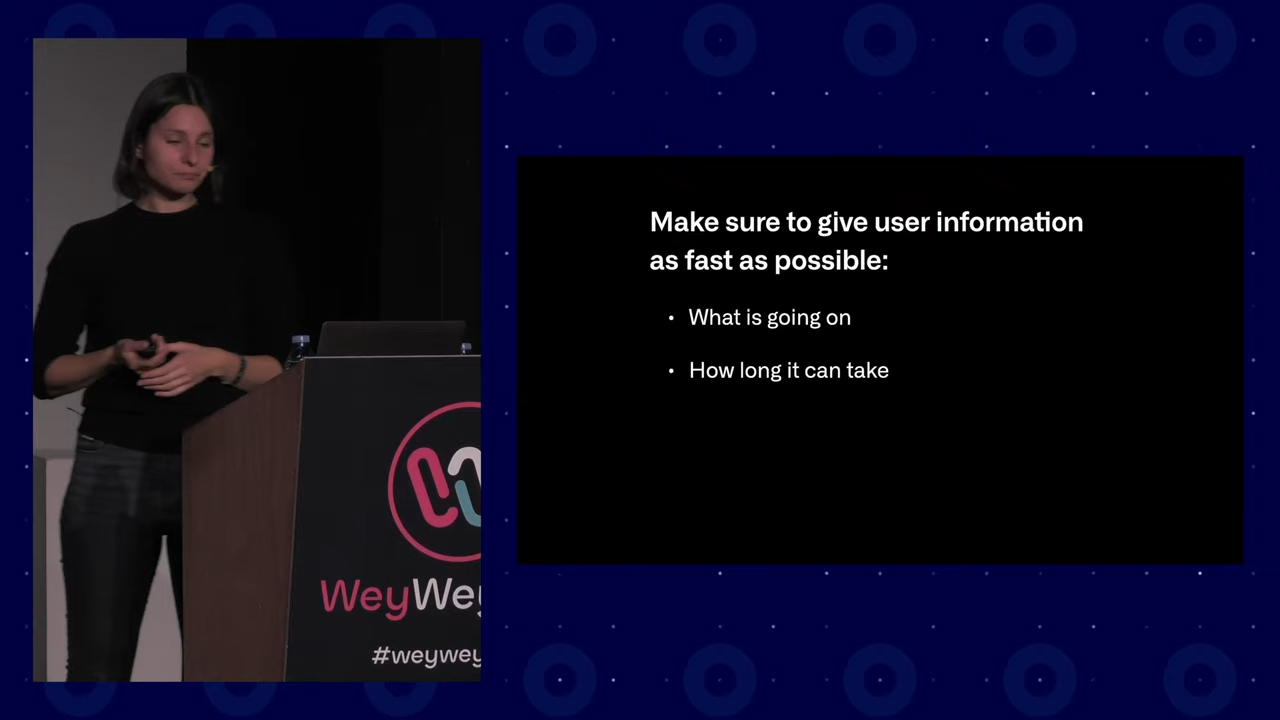 Make sure to give user information
as fast as possible:
• What is going on
• How long it can take
WeyWey
#weywey